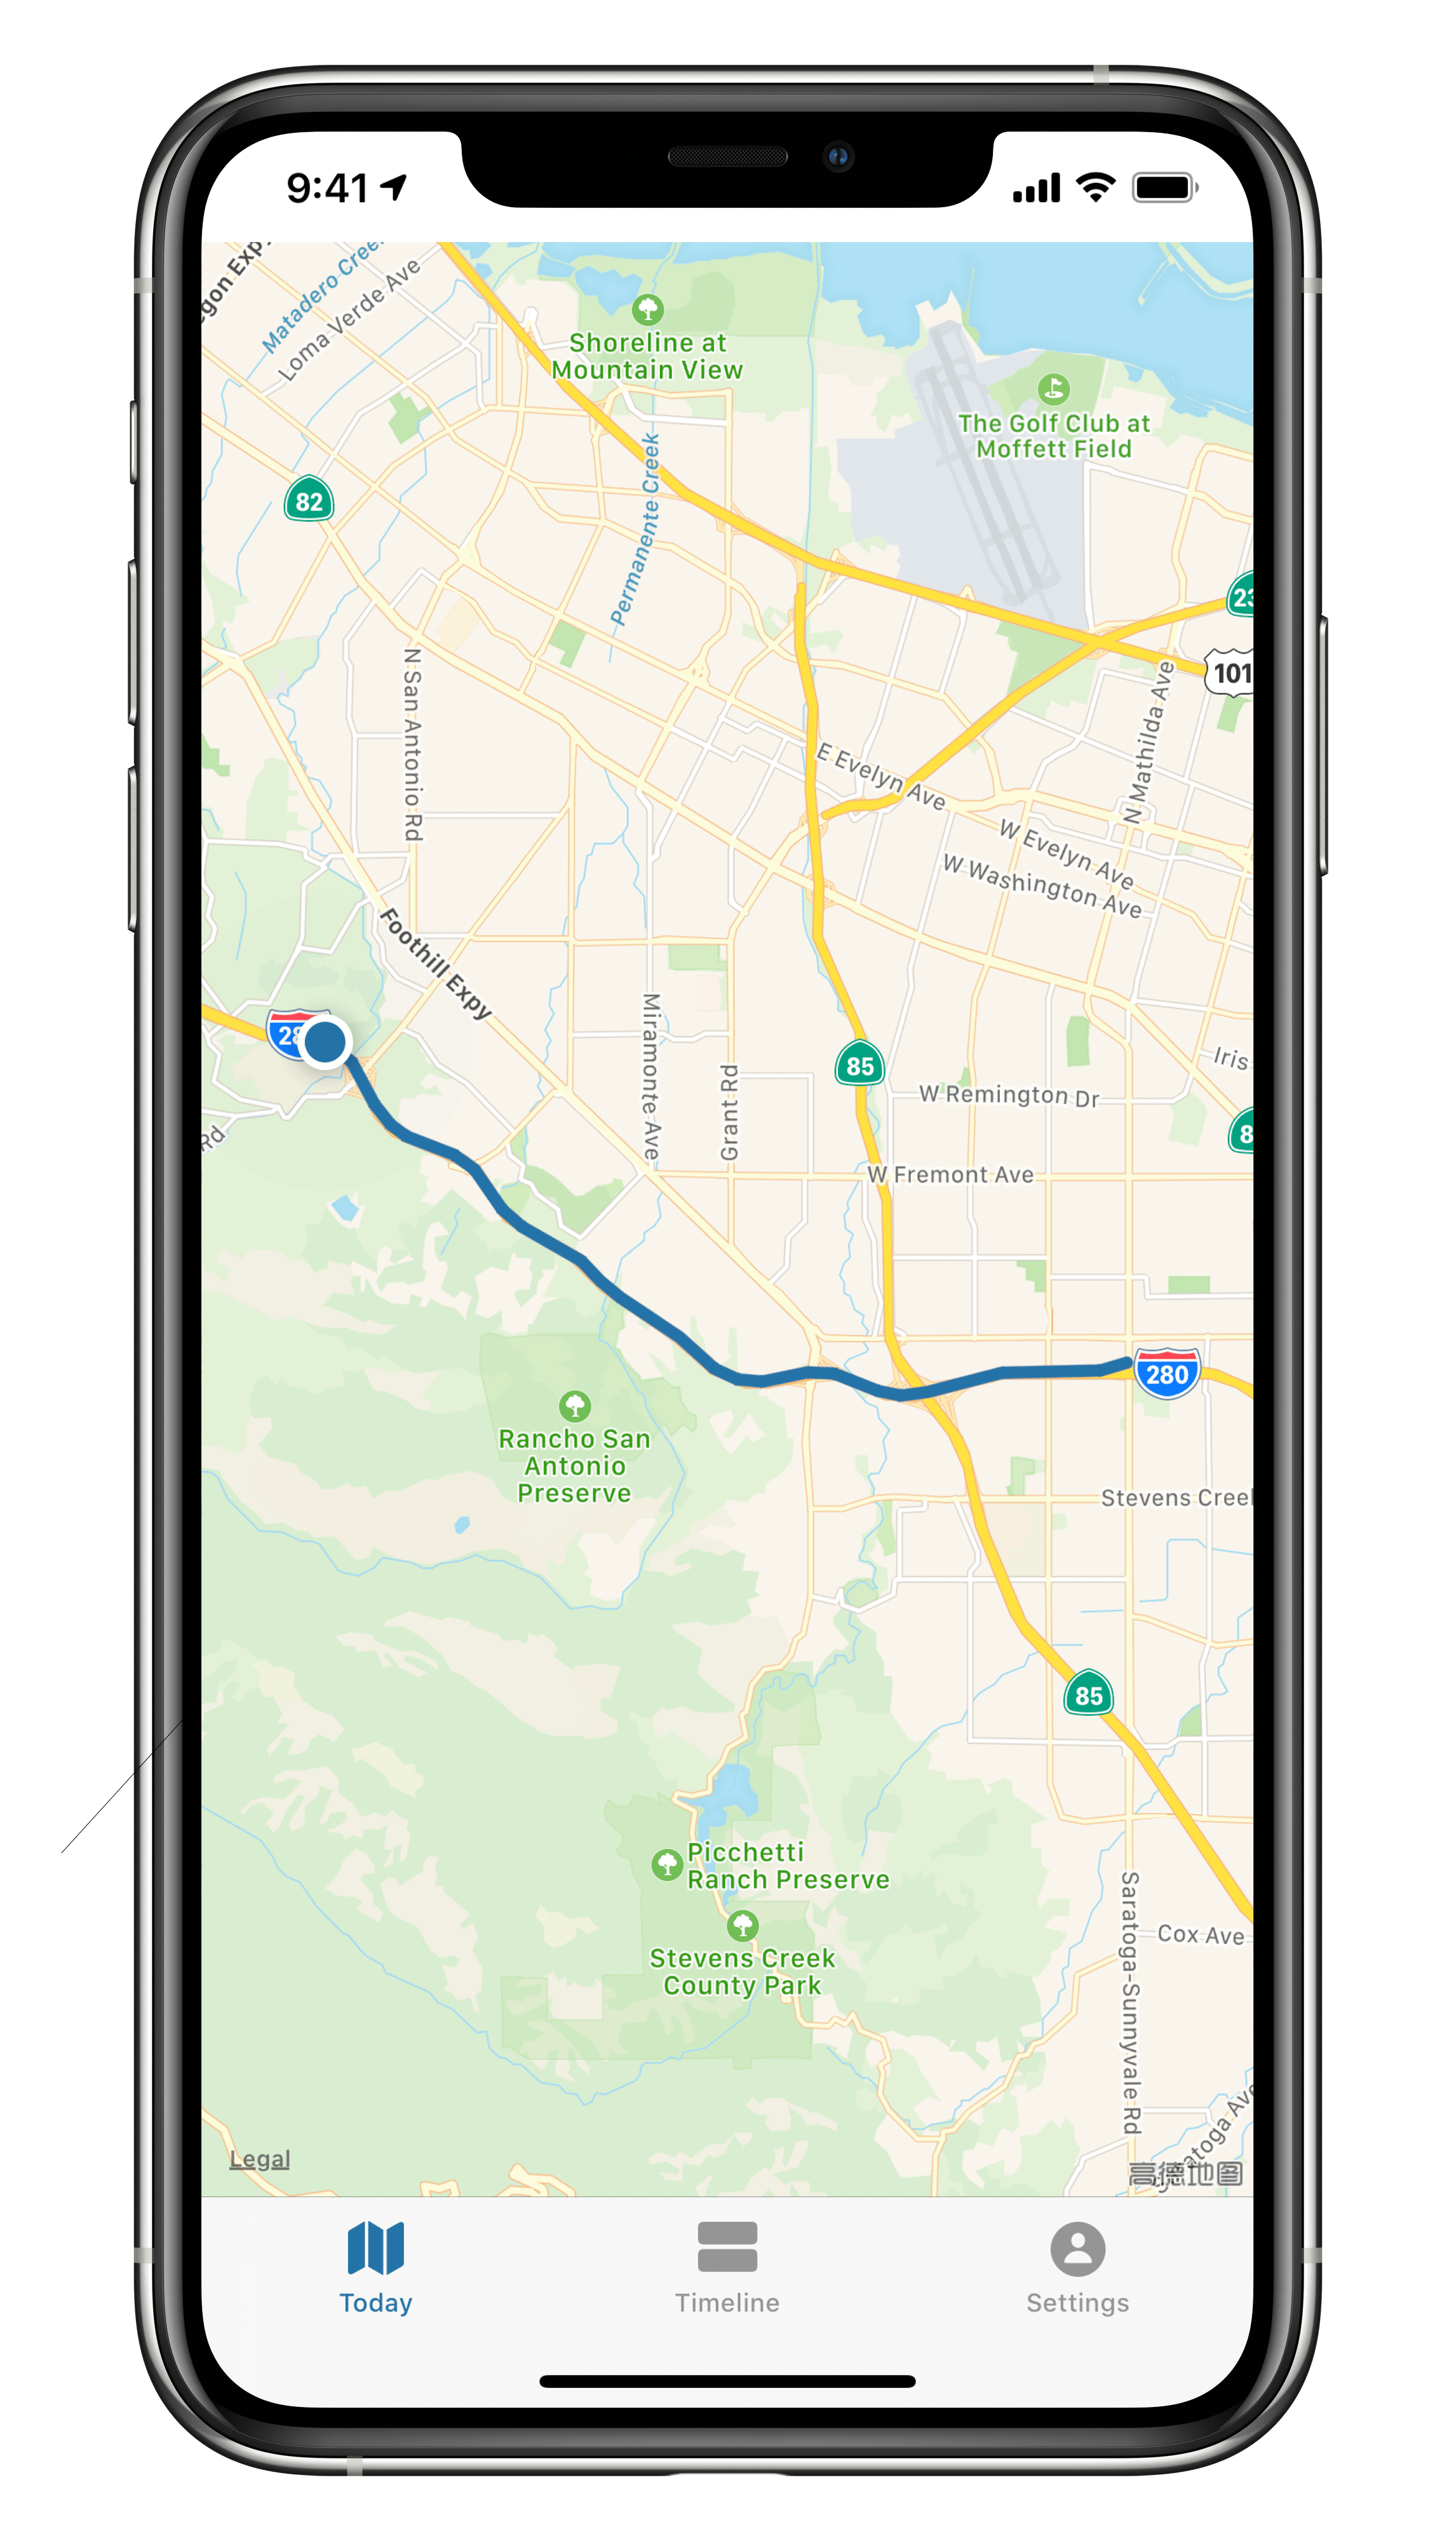 9:41
gon Expy
Matadero Creek
Loma Verde Ave
Shoreline at
Mountain View
The Golf Club at
Moffett Field
82
Permanente Creek
23
101
N San Antonio Rd
N Mathilda Ave
E Evelyn Ave
W Evelyn Ave
W Washington Ave
Foothill Expy
28
Miramonte Ave
Grant Rd
85
Iris
W Remington Dr
8
Rd
W Fremont Ave
280
Rancho San
Antonio
Preserve
Stevens Creek
85
Picchetti
Ranch Preserve
Stevens Creek
County Park
Saratoga-Sunnyvale Rd
Cox Ave
Saratoga Ave
Legal
高德地图
Today
Timeline
Settings